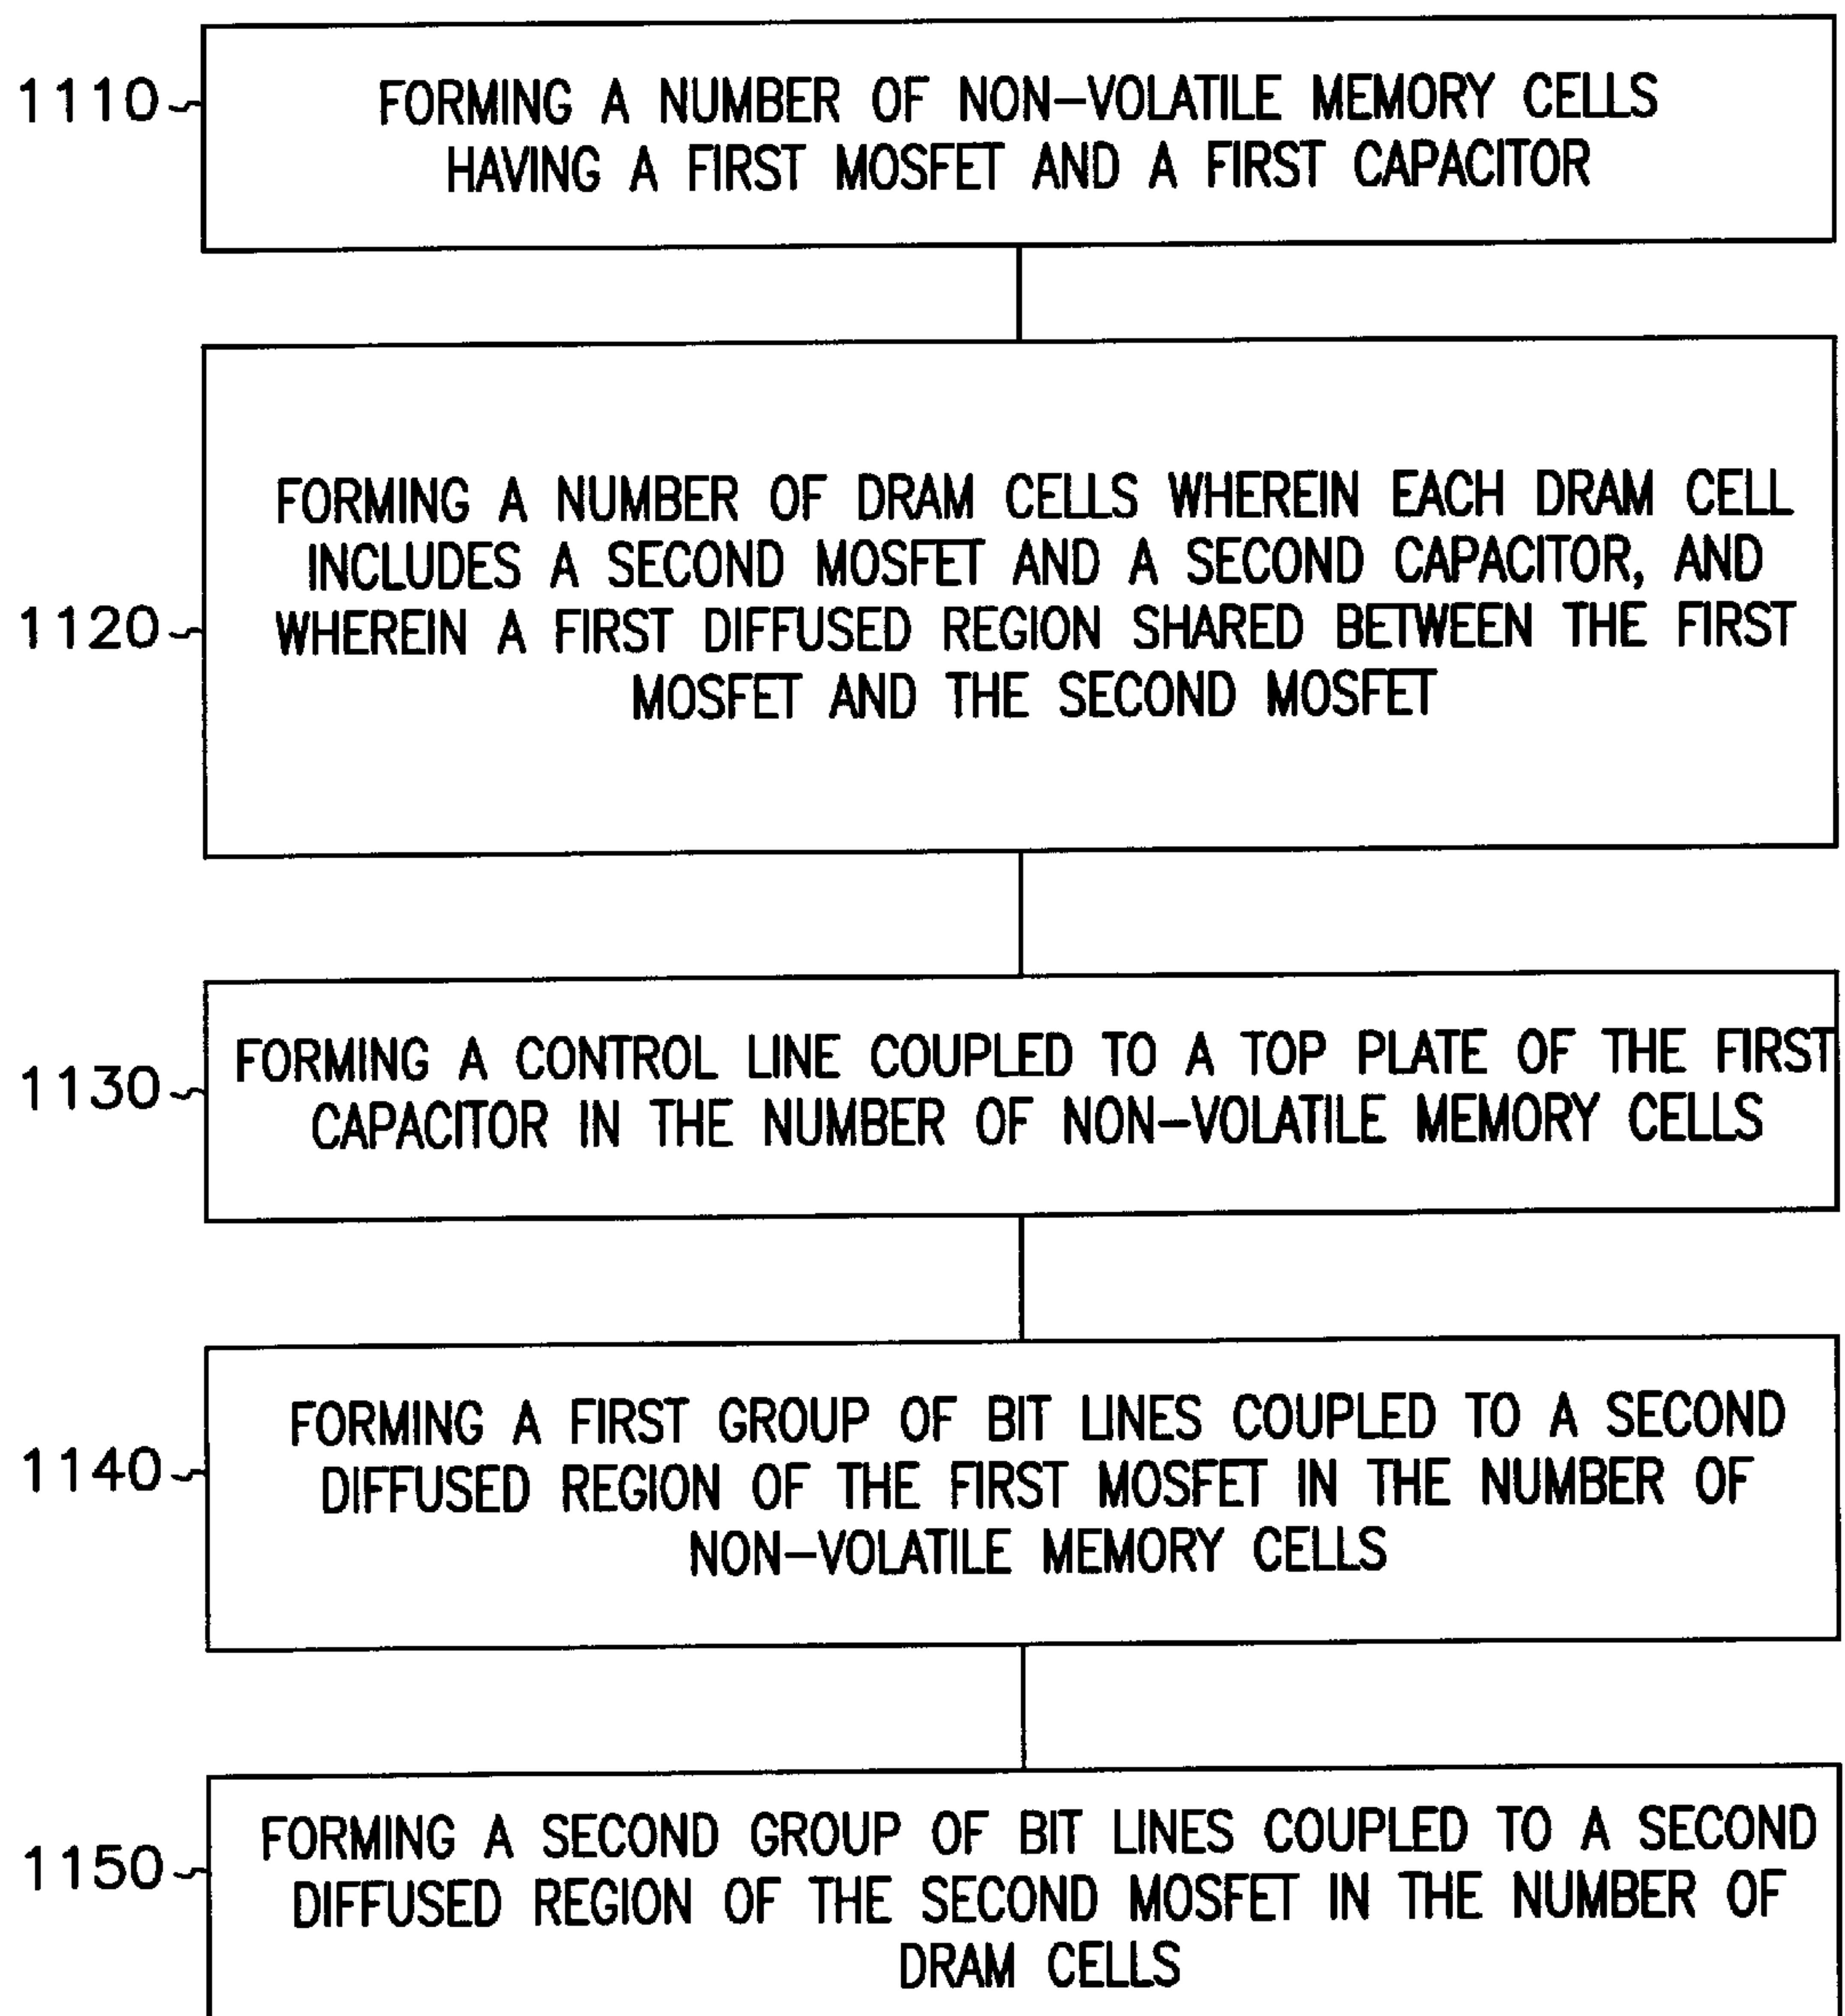 1110
FORMING A NUMBER OF NON-VOLATILE MEMORY CELLS
HAVING A FIRST MOSFET AND A FIRST CAPACITOR
1120
FORMING A NUMBER OF DRAM CELLS WHEREIN EACH DRAM CELL
INCLUDES A SECOND MOSFET AND A SECOND CAPACITOR, AND
WHEREIN A FIRST DIFFUSED REGION SHARED BETWEEN THE FIRST
MOSFET AND THE SECOND MOSFET
1130
FORMING A CONTROL LINE COUPLED TO A TOP PLATE OF THE FIRST
CAPACITOR IN THE NUMBER OF NON-VOLATILE MEMORY CELLS
1140
FORMING A FIRST GROUP OF BIT LINES COUPLED TO A SECOND
DIFFUSED REGION OF THE FIRST MOSFET IN THE NUMBER OF
NON-VOLATILE MEMORY CELLS
1150
FORMING A SECOND GROUP OF BIT LINES COUPLED TO A SECOND
DIFFUSED REGION OF THE SECOND MOSFET IN THE NUMBER OF
DRAM CELLS